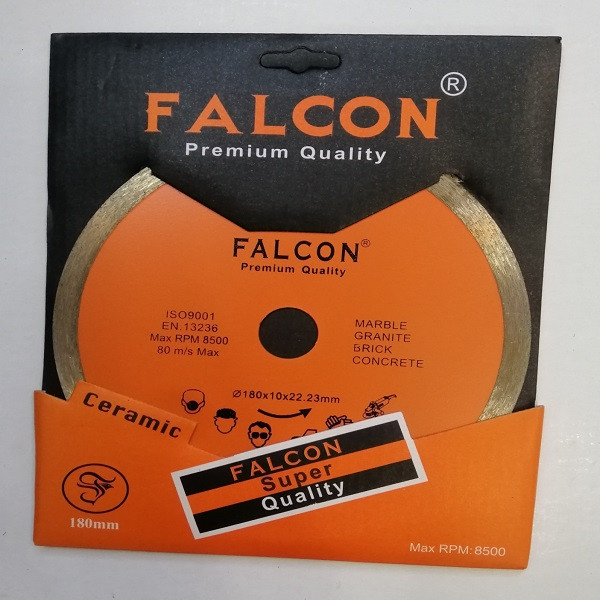 FALCON®
Premium Quality
FALCON®
Premium Quality
ISO9001
EN.13236
Max RPM 8500
80 m/s Max
MARBLE
GRANITE
BRICK
CONCRETE
Ø180x10x22.23mm
Ceramic
FALCON
Super
Quality
180mm
Max RPM: 8500